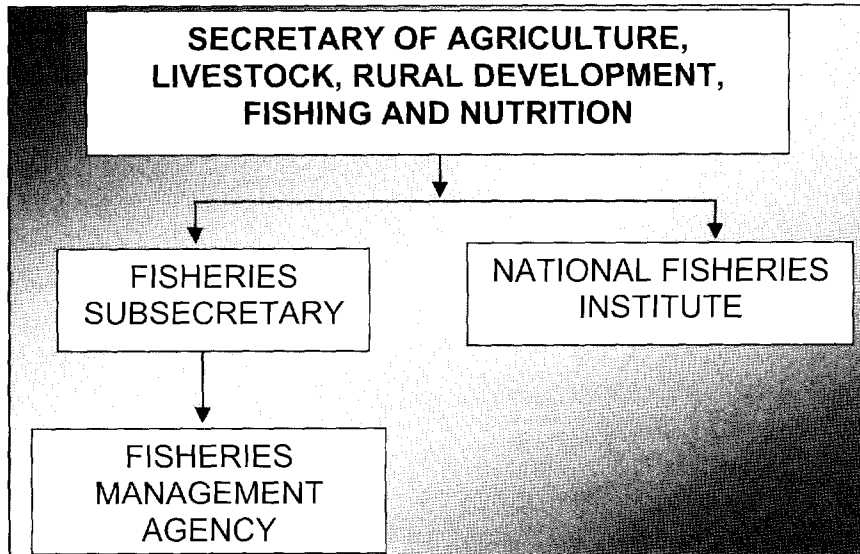 SECRETARY OF AGRICULTURE,
LIVESTOCK, RURAL DEVELOPMENT,
FISHING AND NUTRITION
FISHERIES
SUBSECRETARY
NATIONAL FISHERIES
INSTITUTE
FISHERIES
MANAGEMENT
AGENCY